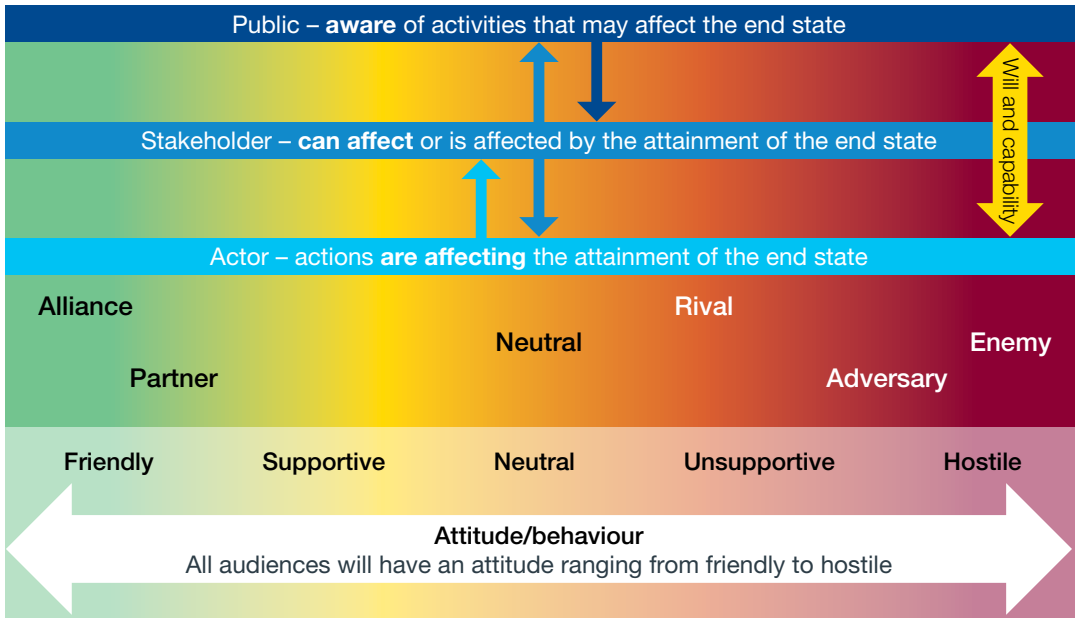 Public – aware of activities that may affect the end state
Will and capability
Stakeholder – can affect or is affected by the attainment of the end state
Actor – actions are affecting the attainment of the end state
Alliance
Rival
Neutral
Enemy
Partner
Adversary
Friendly
Supportive
Neutral
Unsupportive
Hostile
Attitude/behaviour
All audiences will have an attitude ranging from friendly to hostile